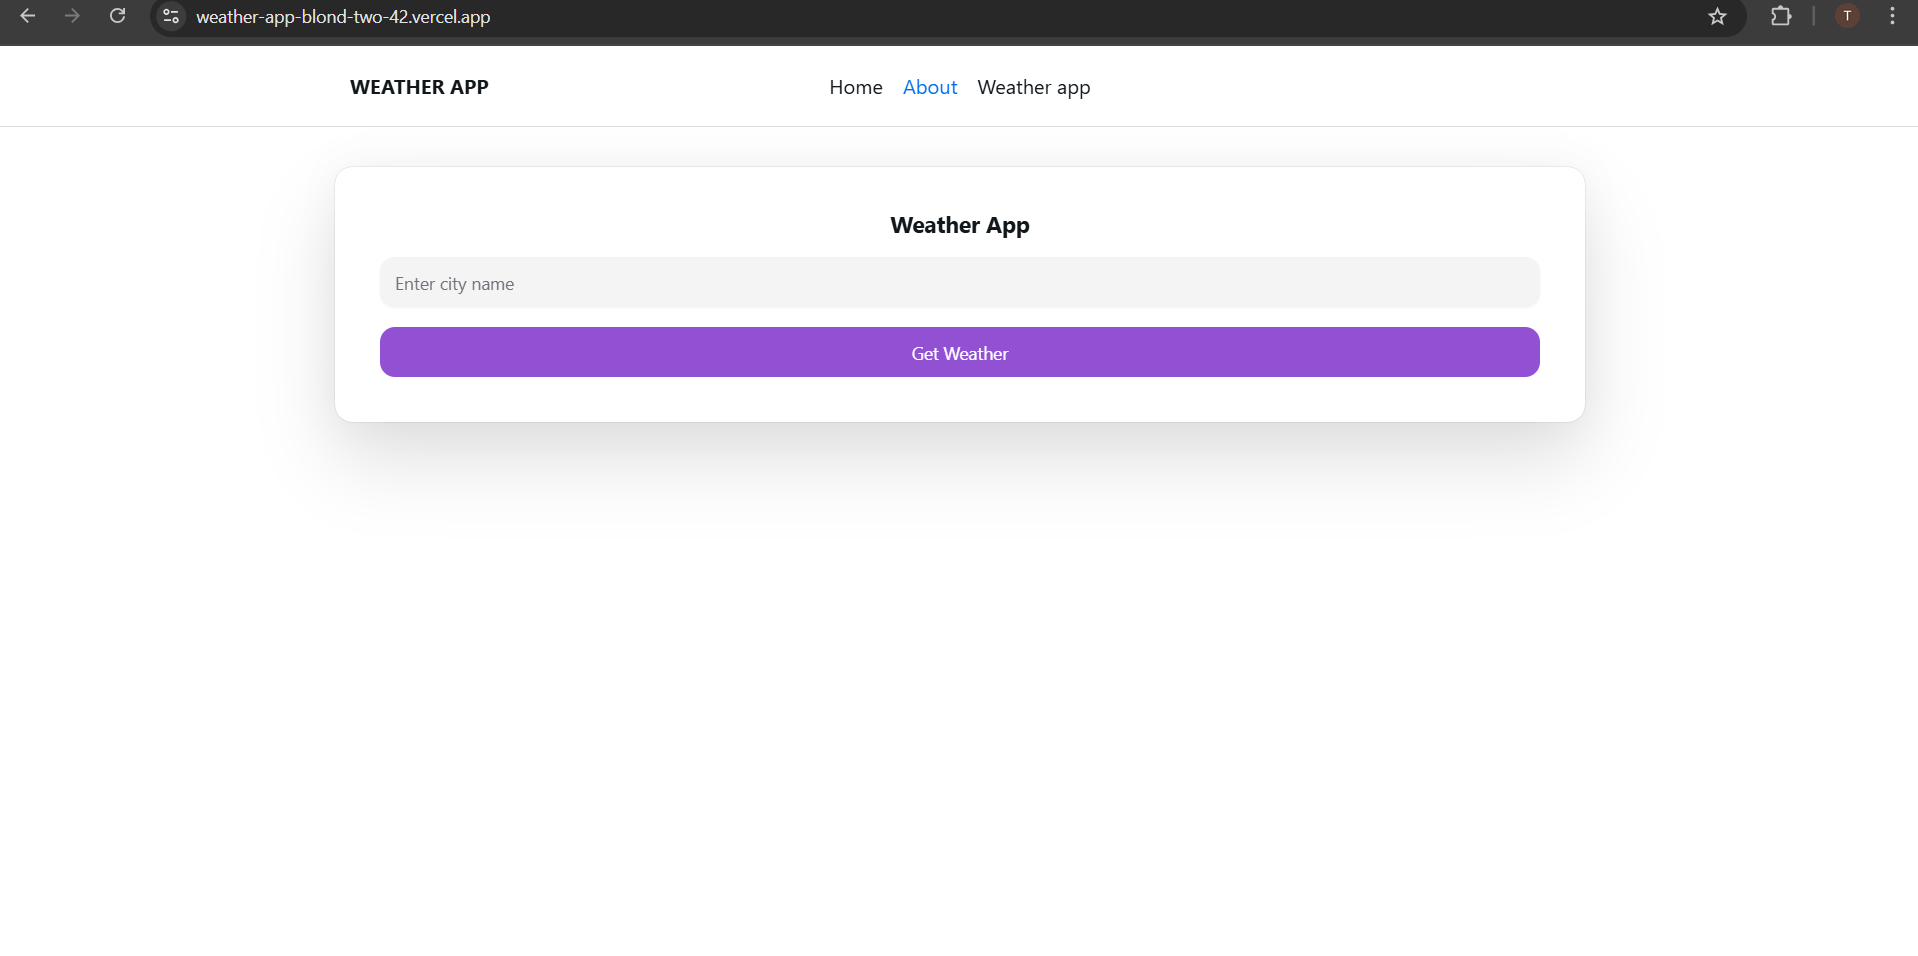 weather-app-blond-two-42.vercel.app
T
WEATHER APP
Home About Weather app
Weather App
Enter city name
Get Weather